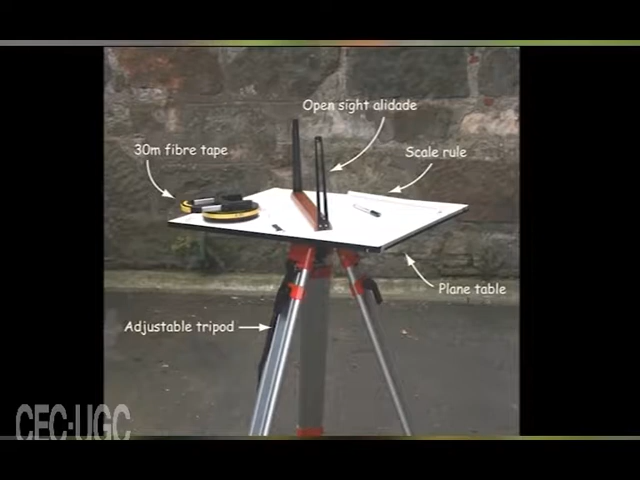 Open sight alidade
30m fibre tape
Scale rule
Plane table
Adjustable tripod
CEC-UGC